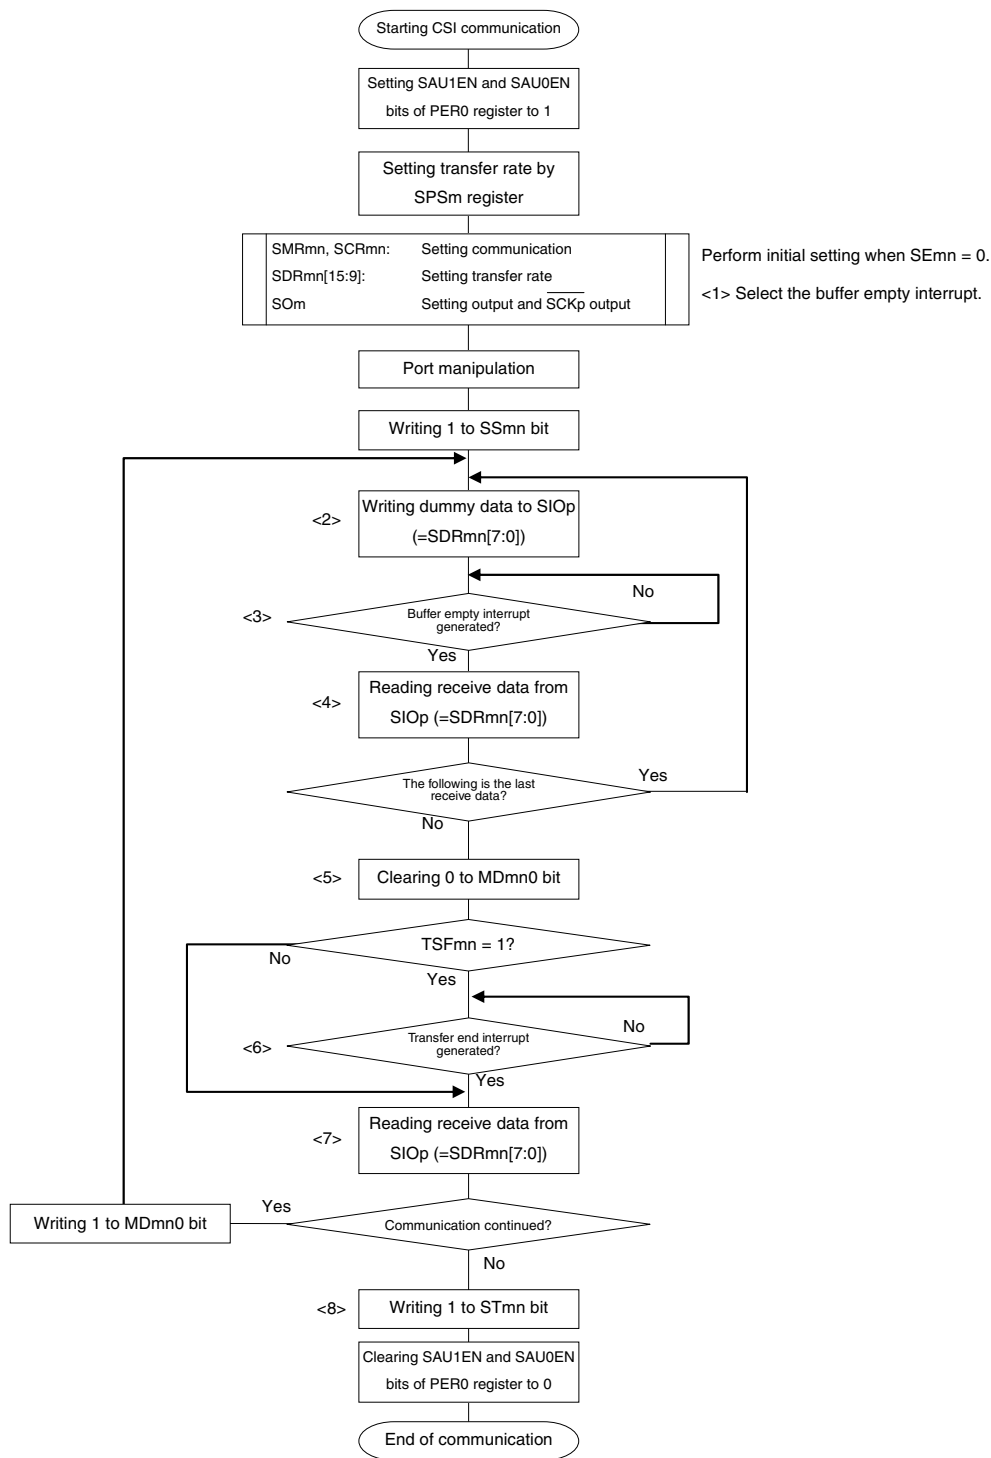 Starting CSI communication
Setting SAU1EN and SAU0EN
bits of PER0 register to 1
Setting transfer rate by
SPSm register
SMRmn, SCRmn: Setting communication
SDRmn[15:9]: Setting transfer rate
SOm Setting output and S̅C̅K̅p̅ output
Perform initial setting when SEmn = 0.
<1> Select the buffer empty interrupt.
Port manipulation
Writing 1 to SSmn bit
<2>
Writing dummy data to SIOp
(=SDRmn[7:0])
No
<3>
Buffer empty interrupt
generated?
Yes
<4>
Reading receive data from
SIOp (=SDRmn[7:0])
The following is the last
receive data?
Yes
No
<5>
Clearing 0 to MDmn0 bit
TSFmn = 1?
No
Yes
No
<6>
Transfer end interrupt
generated?
Yes
<7>
Reading receive data from
SIOp (=SDRmn[7:0])
Yes
Writing 1 to MDmn0 bit
Communication continued?
No
<8>
Writing 1 to STmn bit
Clearing SAU1EN and SAU0EN
bits of PER0 register to 0
End of communication